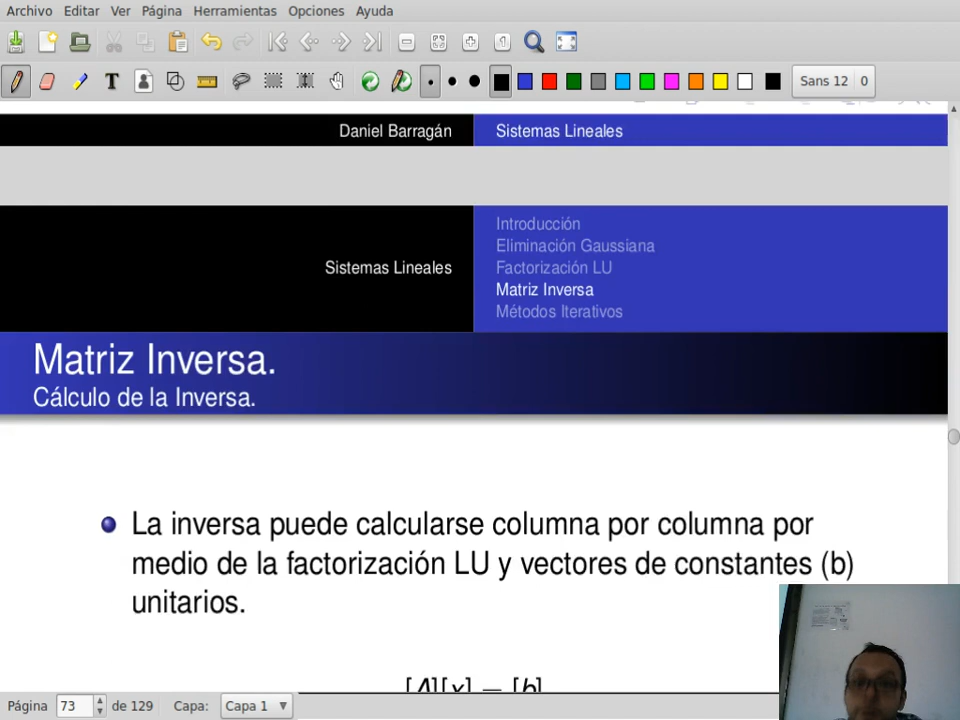 Archivo Editar Ver Página Herramientas Opciones Ayuda
T Sans 12 0
Daniel Barragán Sistemas Lineales
Introducción
Eliminación Gaussiana
Sistemas Lineales Factorización LU
Matriz Inversa
Métodos Iterativos
Matriz Inversa.
Cálculo de la Inversa.
La inversa puede calcularse columna por columna por
medio de la factorización LU y vectores de constantes (b)
unitarios.
[A][x] = [b]
Página 73 de 129 Capa: Capa 1